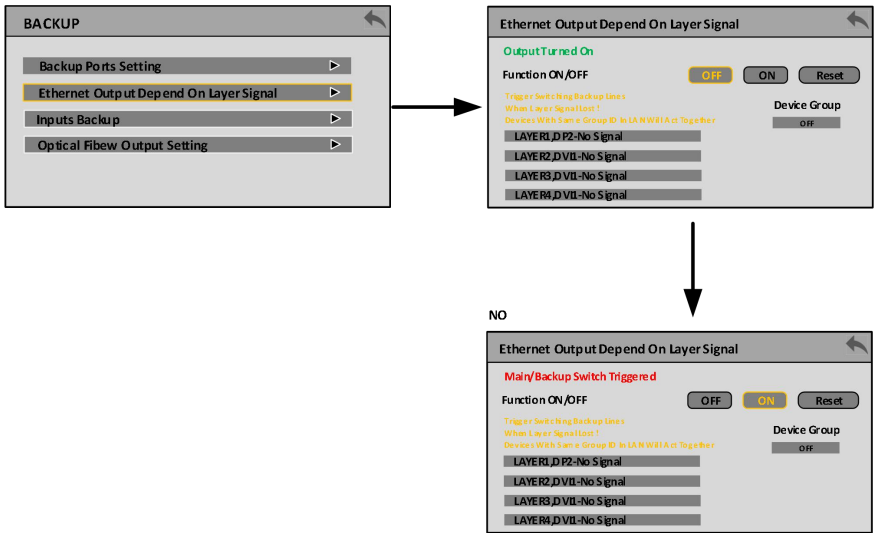 BACKUP
Backup Ports Setting
Ethernet Output Depend On Layer Signal
Inputs Backup
Optical Fibew Output Setting
Ethernet Output Depend On Layer Signal
Output Turned On
Function ON/OFF
OFF
ON
Reset
Trigger Switching Backup Lines
When Layer Signal Lost !
Devices With Same Group ID In LAN Will Act Together
Device Group
OFF
LAYER1,DP2-No Signal
LAYER2,DVI1-No Signal
LAYER3,DVI1-No Signal
LAYER4,DVI1-No Signal
NO
Ethernet Output Depend On Layer Signal
Main/Backup Switch Triggered
Function ON/OFF
OFF
ON
Reset
Trigger Switching Backup Lines
When Layer Signal Lost !
Devices With Same Group ID In LAN Will Act Together
Device Group
OFF
LAYER1,DP2-No Signal
LAYER2,DVI1-No Signal
LAYER3,DVI1-No Signal
LAYER4,DVI1-No Signal